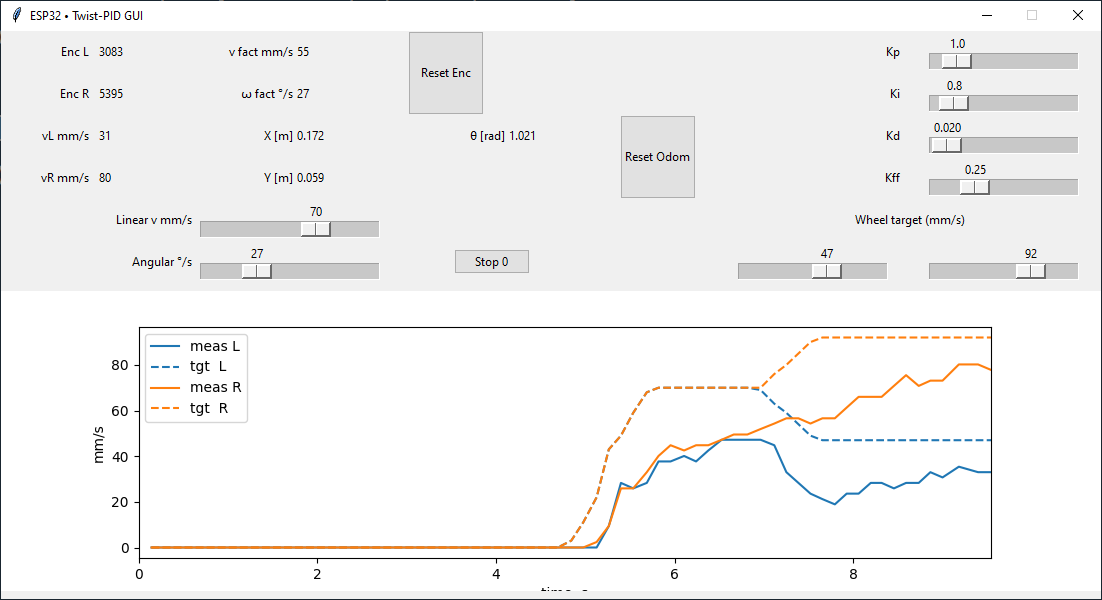 ESP32 • Twist-PID GUI
Enc L 3083
v fact mm/s 55
Reset Enc
Kp 1.0
Enc R 5395
ω fact °/s 27
Ki 0.8
vL mm/s 31
X [m] 0.172
θ [rad] 1.021
Reset Odom
Kd 0.020
vR mm/s 80
Y [m] 0.059
Kff 0.25
Linear v mm/s 70
Wheel target (mm/s)
Angular °/s 27
Stop 0
47
92
meas L
tgt L
meas R
tgt R
mm/s
80
60
40
20
0
0 2 4 6 8